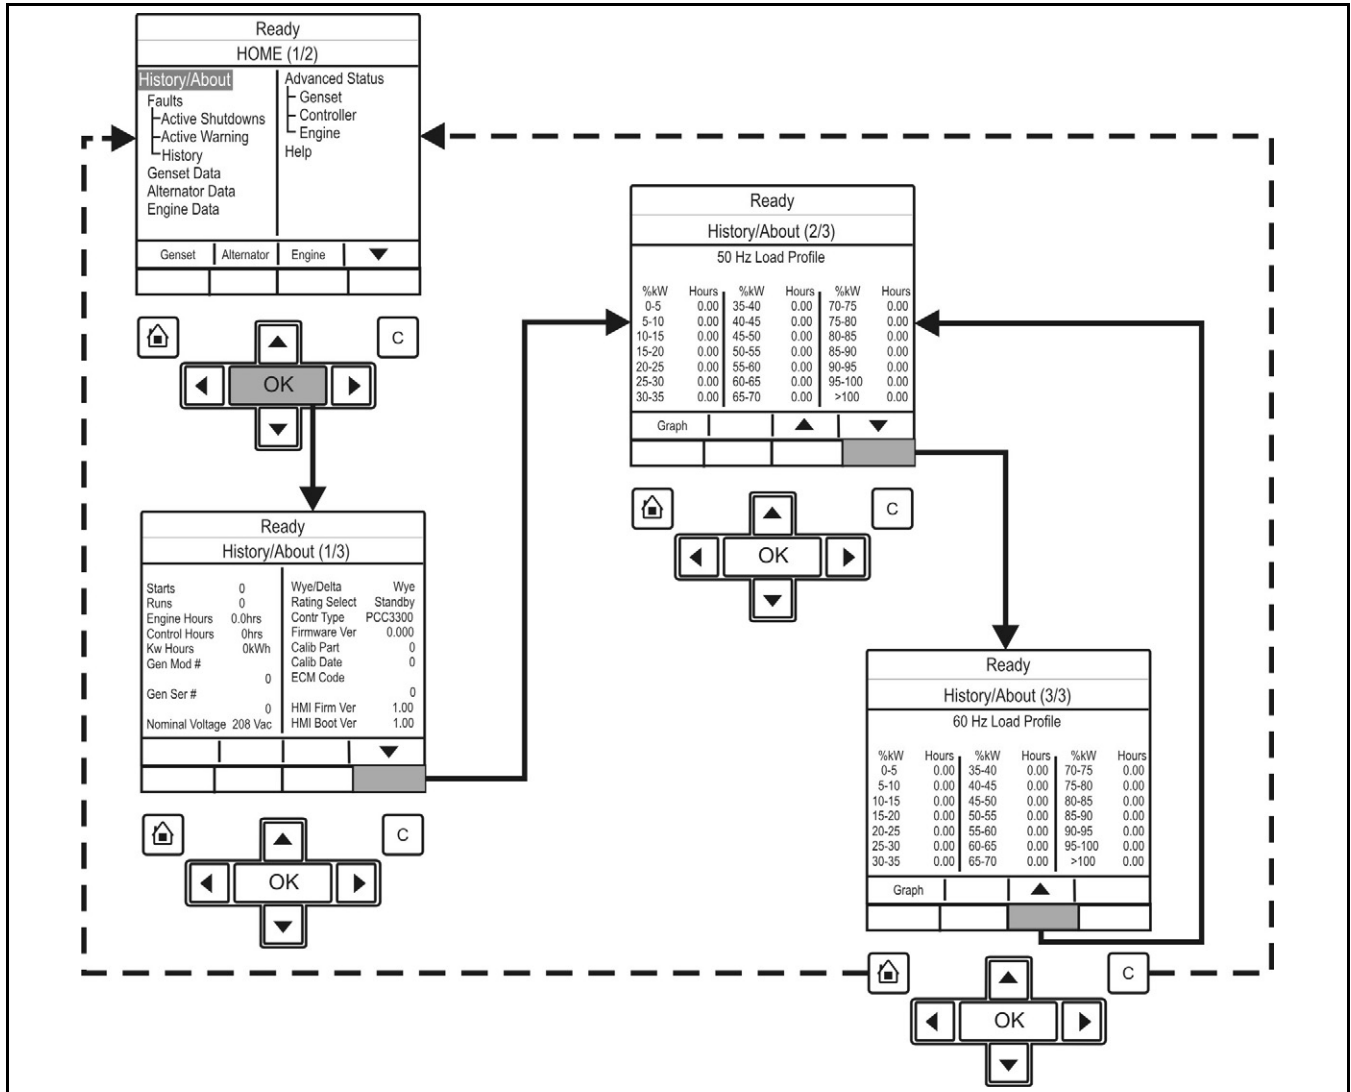 Ready
HOME (1/2)
History/About
Faults
Active Shutdowns
Active Warning
History
Genset Data
Alternator Data
Engine Data
Advanced Status
Genset
Controller
Engine
Help
Genset Alternator Engine
C
OK
Ready
History/About (1/3)
Starts 0
Runs 0
Engine Hours 0.0hrs
Control Hours 0hrs
Kw Hours 0kWh
Gen Mod #
0
Gen Ser #
0
Nominal Voltage 208 Vac
Wye/Delta Wye
Rating Select Standby
Contr Type PCC3300
Firmware Ver 0.000
Calib Part 0
Calib Date 0
ECM Code
0
HMI Firm Ver 1.00
HMI Boot Ver 1.00
C
OK
Ready
History/About (2/3)
50 Hz Load Profile
%kW Hours %kW Hours %kW Hours
0-5 0.00 35-40 0.00 70-75 0.00
5-10 0.00 40-45 0.00 75-80 0.00
10-15 0.00 45-50 0.00 80-85 0.00
15-20 0.00 50-55 0.00 85-90 0.00
20-25 0.00 55-60 0.00 90-95 0.00
25-30 0.00 60-65 0.00 95-100 0.00
30-35 0.00 65-70 0.00 >100 0.00
Graph
C
OK
Ready
History/About (3/3)
60 Hz Load Profile
%kW Hours %kW Hours %kW Hours
0-5 0.00 35-40 0.00 70-75 0.00
5-10 0.00 40-45 0.00 75-80 0.00
10-15 0.00 45-50 0.00 80-85 0.00
15-20 0.00 50-55 0.00 85-90 0.00
20-25 0.00 55-60 0.00 90-95 0.00
25-30 0.00 60-65 0.00 95-100 0.00
30-35 0.00 65-70 0.00 >100 0.00
Graph
C
OK